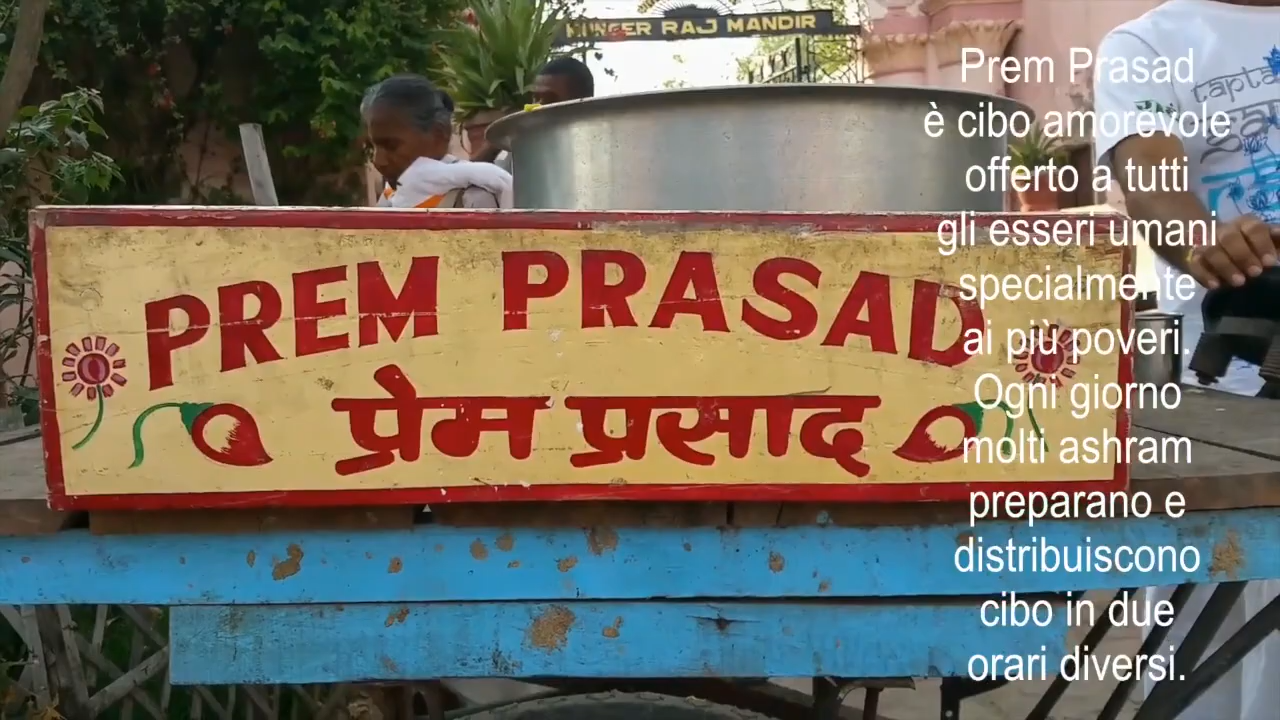 MUNGER RAJ MANDIR
PREM PRASAD
प्रेम प्रसाद
Prem Prasad
è cibo amorevole
offerto a tutti
gli esseri umani
specialmente
ai più poveri.
Ogni giorno
molti ashram
preparano e
distribuiscono
cibo in due
orari diversi.